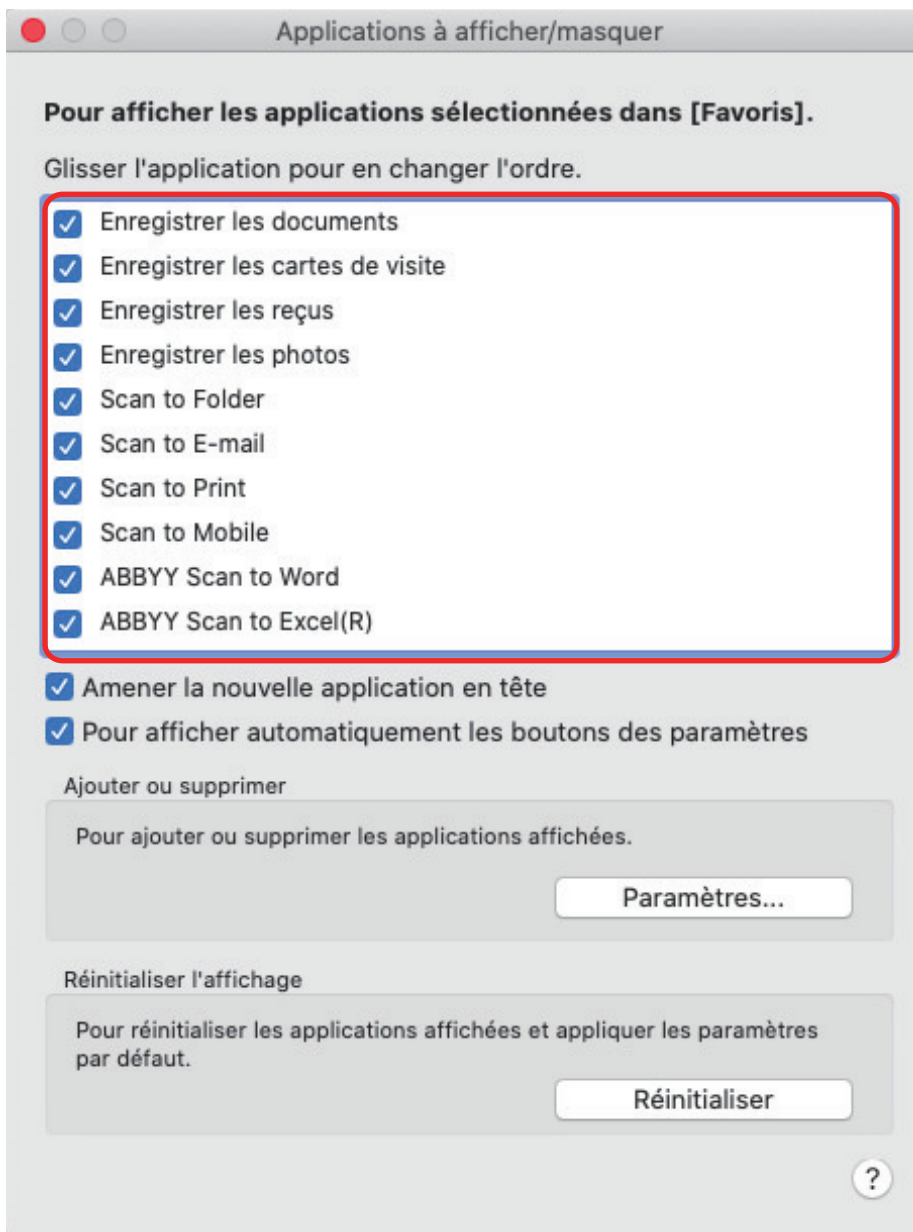 Applications à afficher/masquer
Pour afficher les applications sélectionnées dans [Favoris].
Glisser l'application pour en changer l'ordre.
Enregistrer les documents
Enregistrer les cartes de visite
Enregistrer les reçus
Enregistrer les photos
Scan to Folder
Scan to E-mail
Scan to Print
Scan to Mobile
ABBYY Scan to Word
ABBYY Scan to Excel(R)
Amener la nouvelle application en tête
Pour afficher automatiquement les boutons des paramètres
Ajouter ou supprimer
Pour ajouter ou supprimer les applications affichées.
Paramètres...
Réinitialiser l'affichage
Pour réinitialiser les applications affichées et appliquer les paramètres
par défaut.
Réinitialiser
?